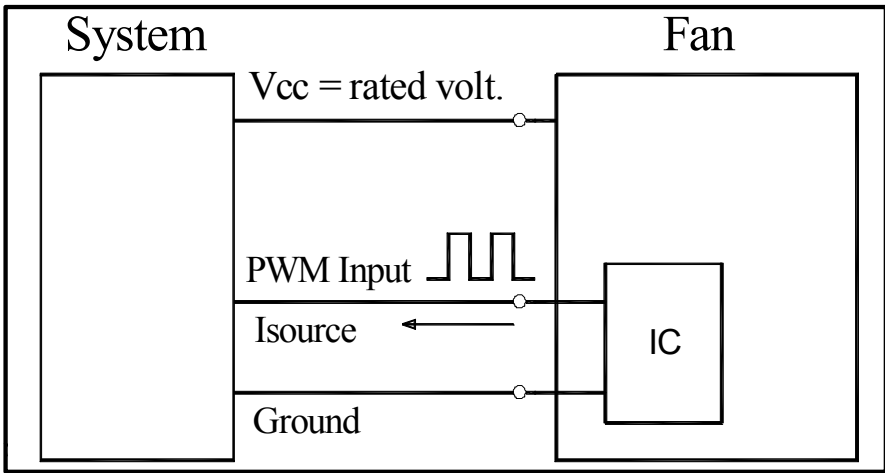 System
Fan
Vcc = rated volt.
PWM Input
Isource
IC
Ground